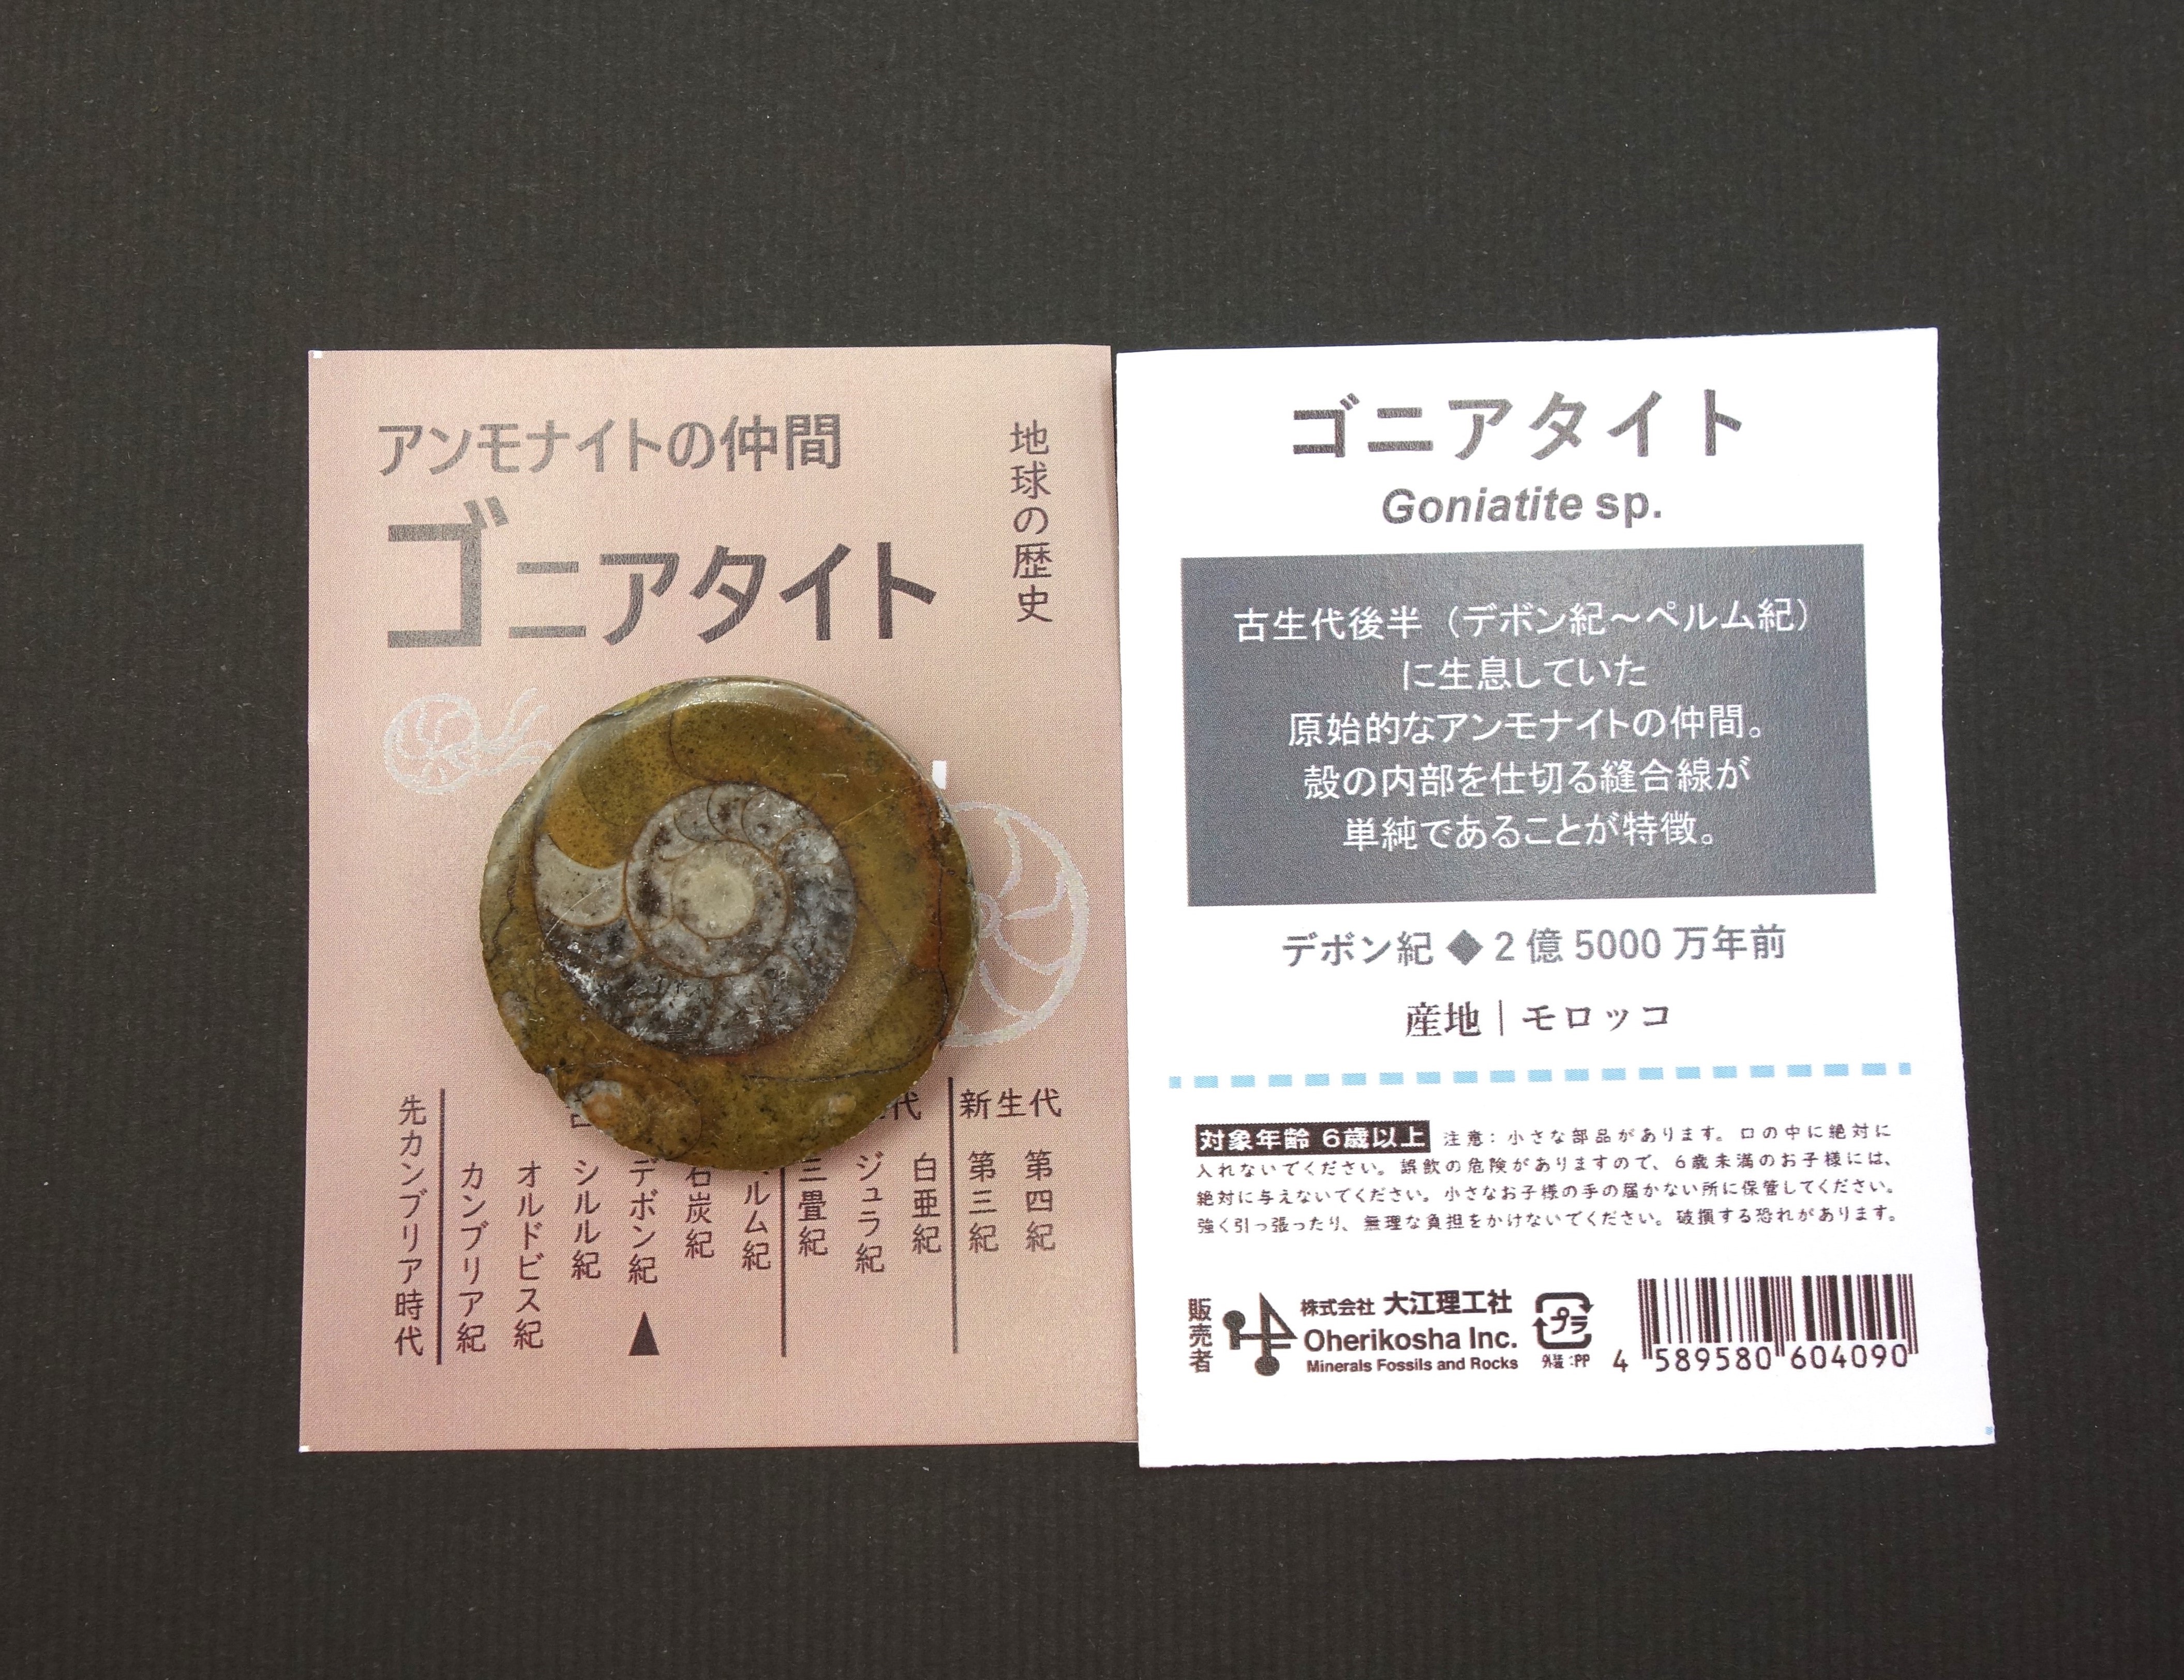 アンモナイトの仲間
ゴニアタイト
地球の歴史
代
新生代
先カンブリア時代
カンブリア紀
オルドビス紀
シルル紀
デボン紀
石炭紀
ルム紀
三畳紀
ジュラ紀
白亜紀
第三紀
第四紀
▲
ゴニアタイト
Goniatite sp.
古生代後半（デボン紀～ペルム紀）
に生息していた
原始的なアンモナイトの仲間。
殻の内部を仕切る縫合線が
単純であることが特徴。
デボン紀◆2億5000万年前
産地｜モロッコ
対象年齢 6歳以上 注意：小さな部品があります。口の中に絶対に
入れないでください。誤飲の危険がありますので、6歳未満のお子様には、
絶対に与えないでください。小さなお子様の手の届かない所に保管してください。
強く引っ張ったり、無理な負担をかけないでください。破損する恐れがあります。
販売者
株式会社 大江理工社
Oherikosha Inc.
Minerals Fossils and Rocks
プラ
外装:PP
4 589580 604090